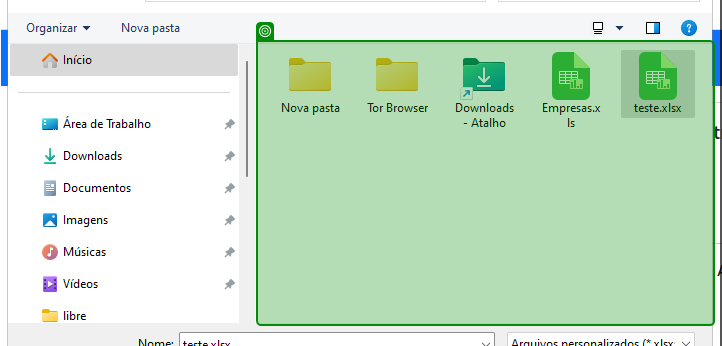 Organizar
Nova pasta
Início
Área de Trabalho
Downloads
Documentos
Imagens
Músicas
Vídeos
libre
Nova pasta
Tor Browser
Downloads
- Atalho
Empresas.x
ls
teste.xlsx
Nome:
teste.xlsx
Arquivos personalizados (*.xlsx